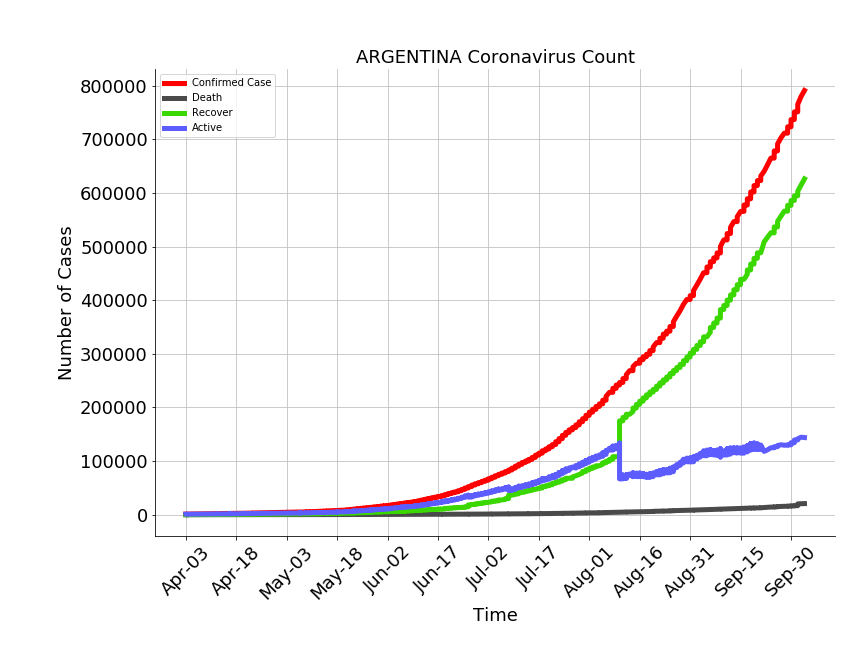 ARGENTINA Coronavirus Count
Confirmed Case
Death
Recover
Active
Number of Cases
800000
700000
600000
500000
400000
300000
200000
100000
0
Apr-03
Apr-18
May-03
May-18
Jun-02
Jun-17
Jul-02
Jul-17
Aug-01
Aug-16
Aug-31
Sep-15
Sep-30
Time